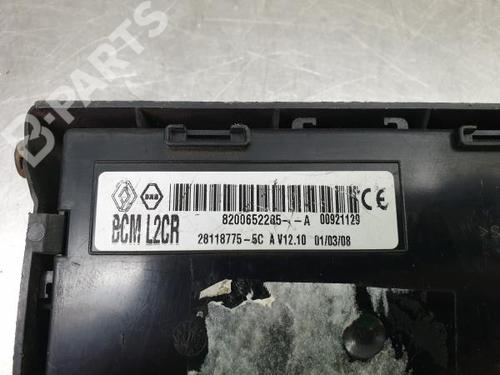 B-PARTS
BCM L2CR
8200652285-
-A 00921129
CE
28118775-5C A V12.10 01/03/08